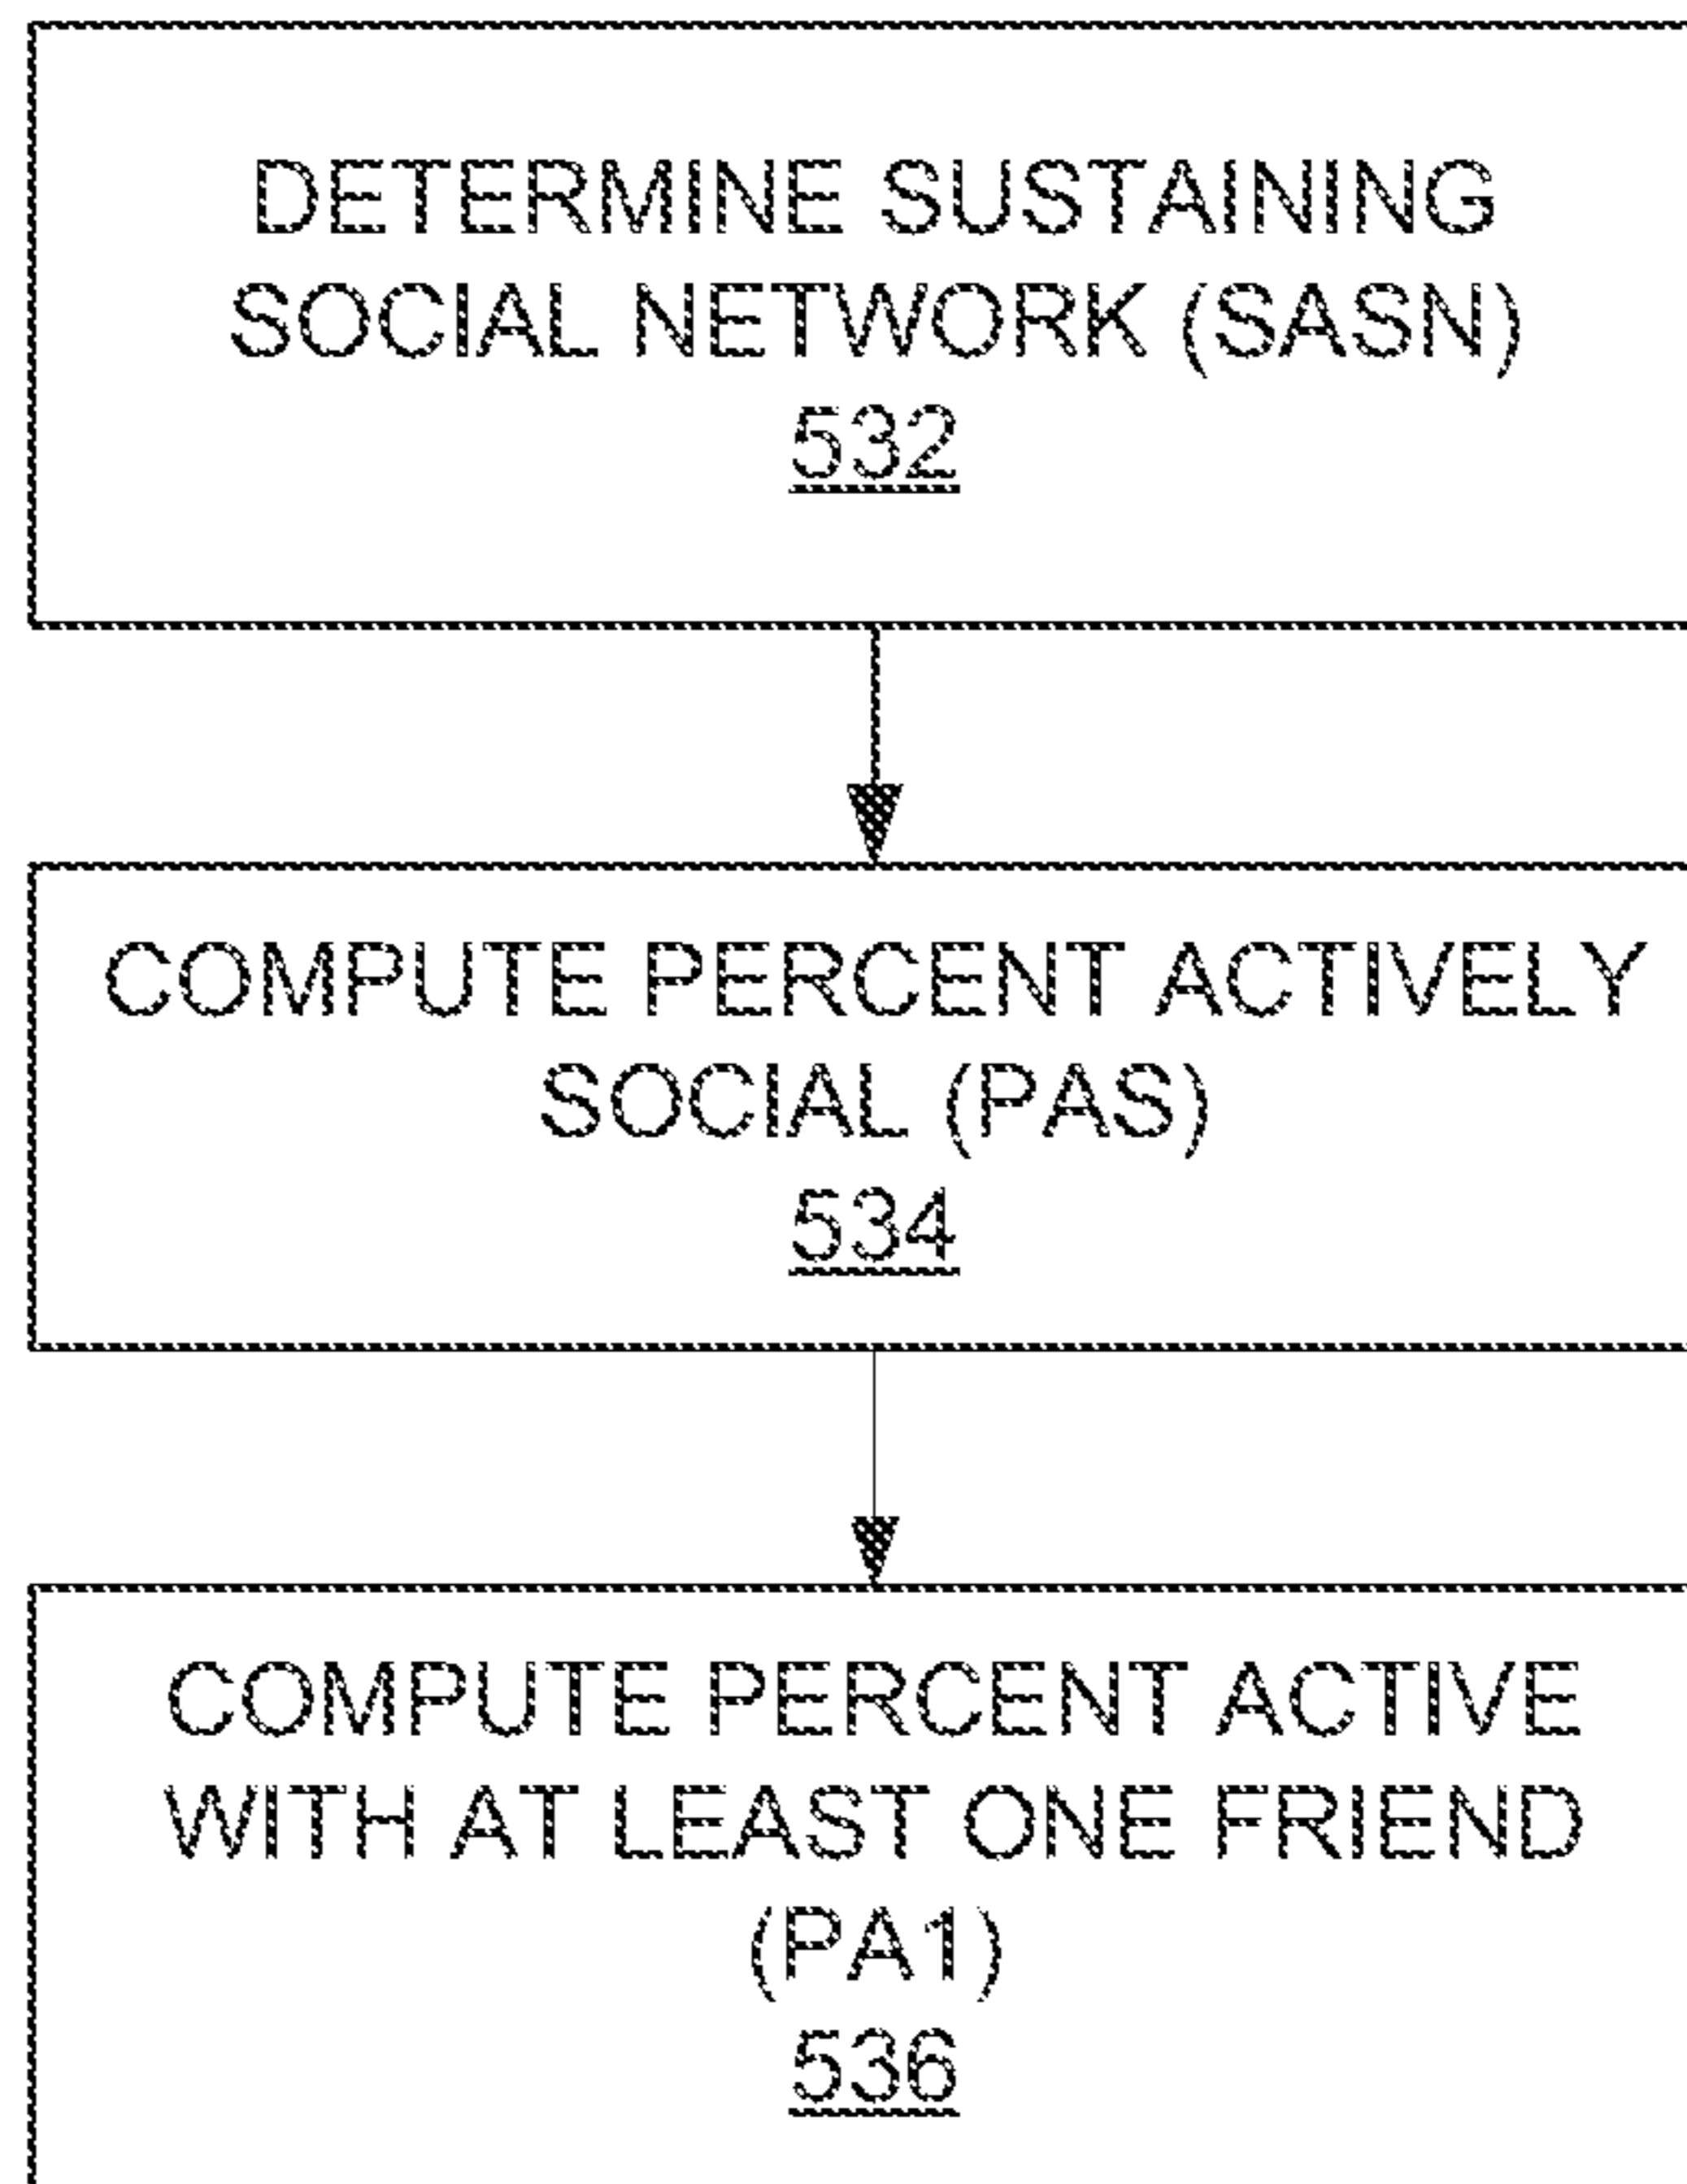 DETERMINE SUSTAINING
SOCIAL NETWORK (SASN)
532
COMPUTE PERCENT ACTIVELY
SOCIAL (PAS)
534
COMPUTE PERCENT ACTIVE
WITH AT LEAST ONE FRIEND
(PA1)
536